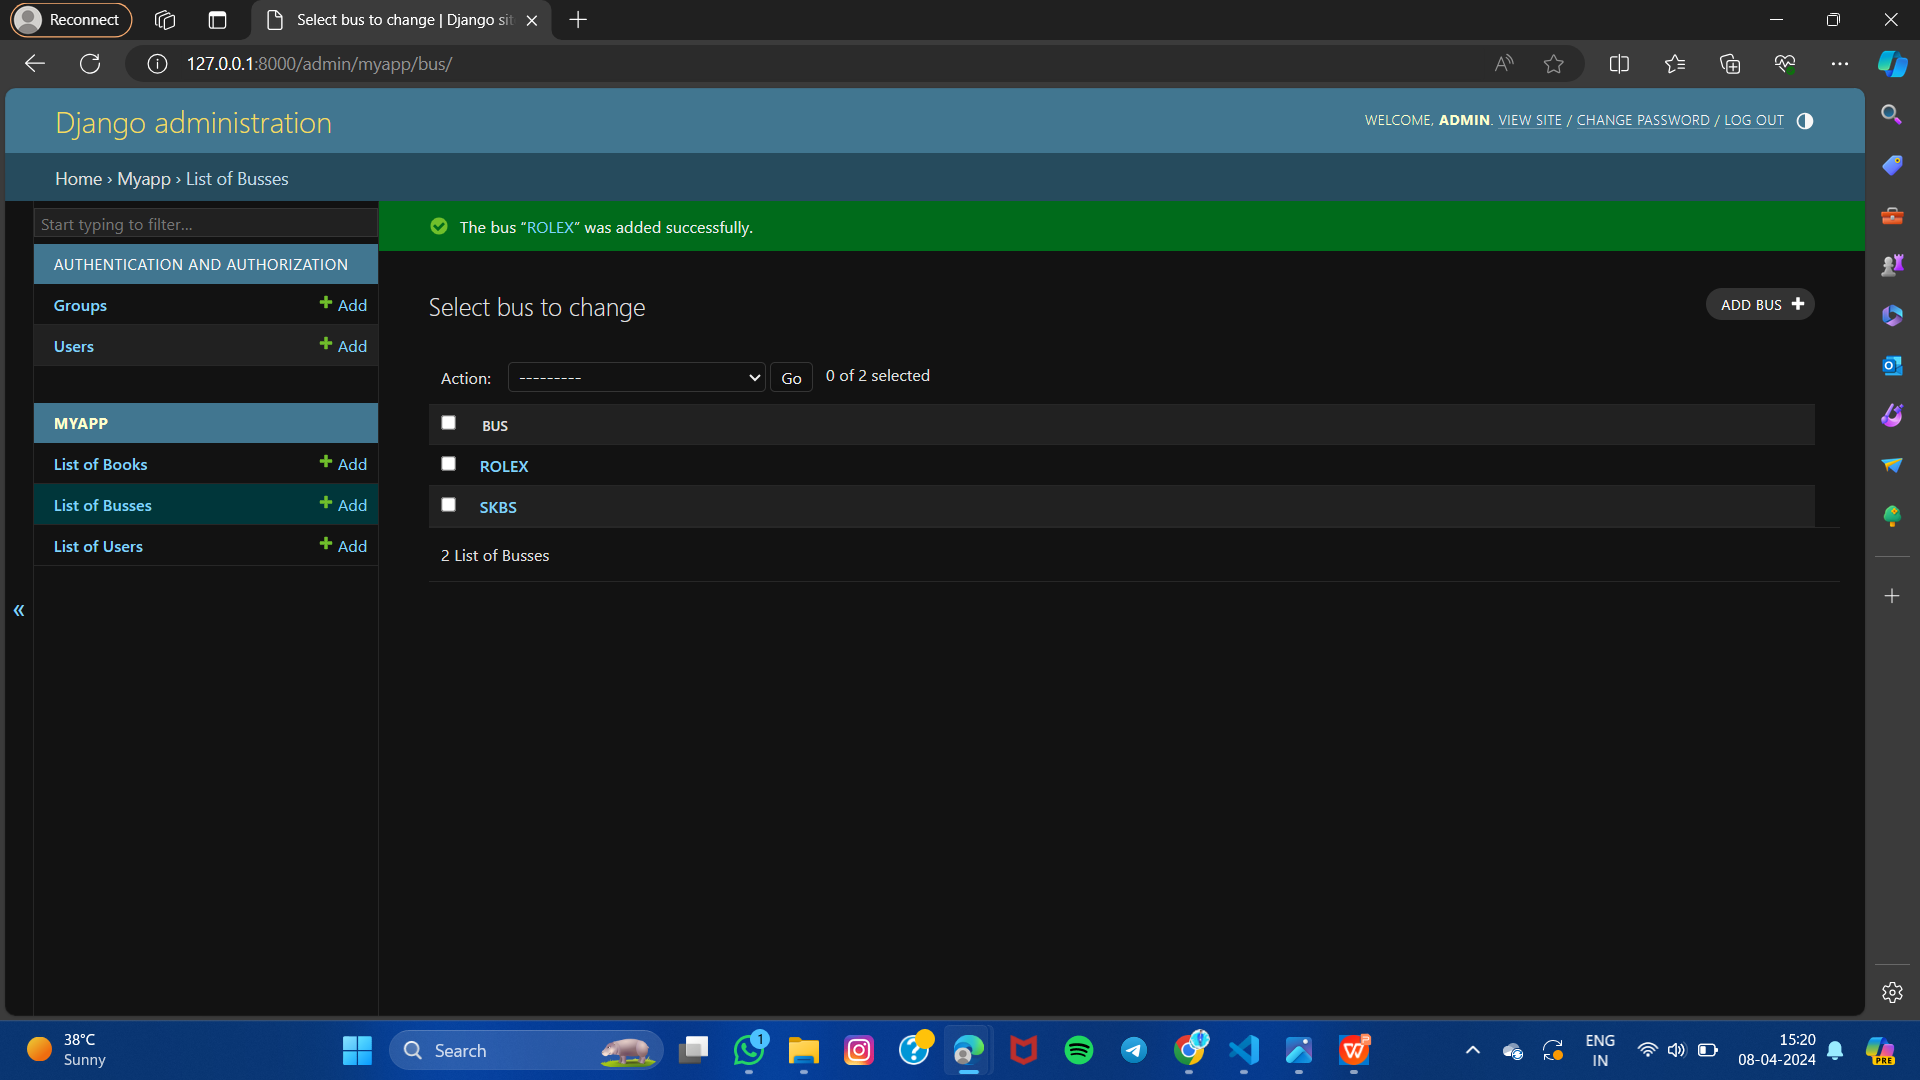 Reconnect
Select bus to change | Django sit
127.0.0.1:8000/admin/myapp/bus/
Django administration
WELCOME, ADMIN. VIEW SITE / CHANGE PASSWORD / LOG OUT
Home › Myapp › List of Busses
Start typing to filter...
The bus “ROLEX” was added successfully.
AUTHENTICATION AND AUTHORIZATION
Groups Add
Users Add
MYAPP
List of Books Add
List of Busses Add
List of Users Add
«
Select bus to change
ADD BUS
Action: --------- Go 0 of 2 selected
BUS
ROLEX
SKBS
2 List of Busses
38°C
Sunny
Search
1
ENG
IN
15:20
08-04-2024
PRE